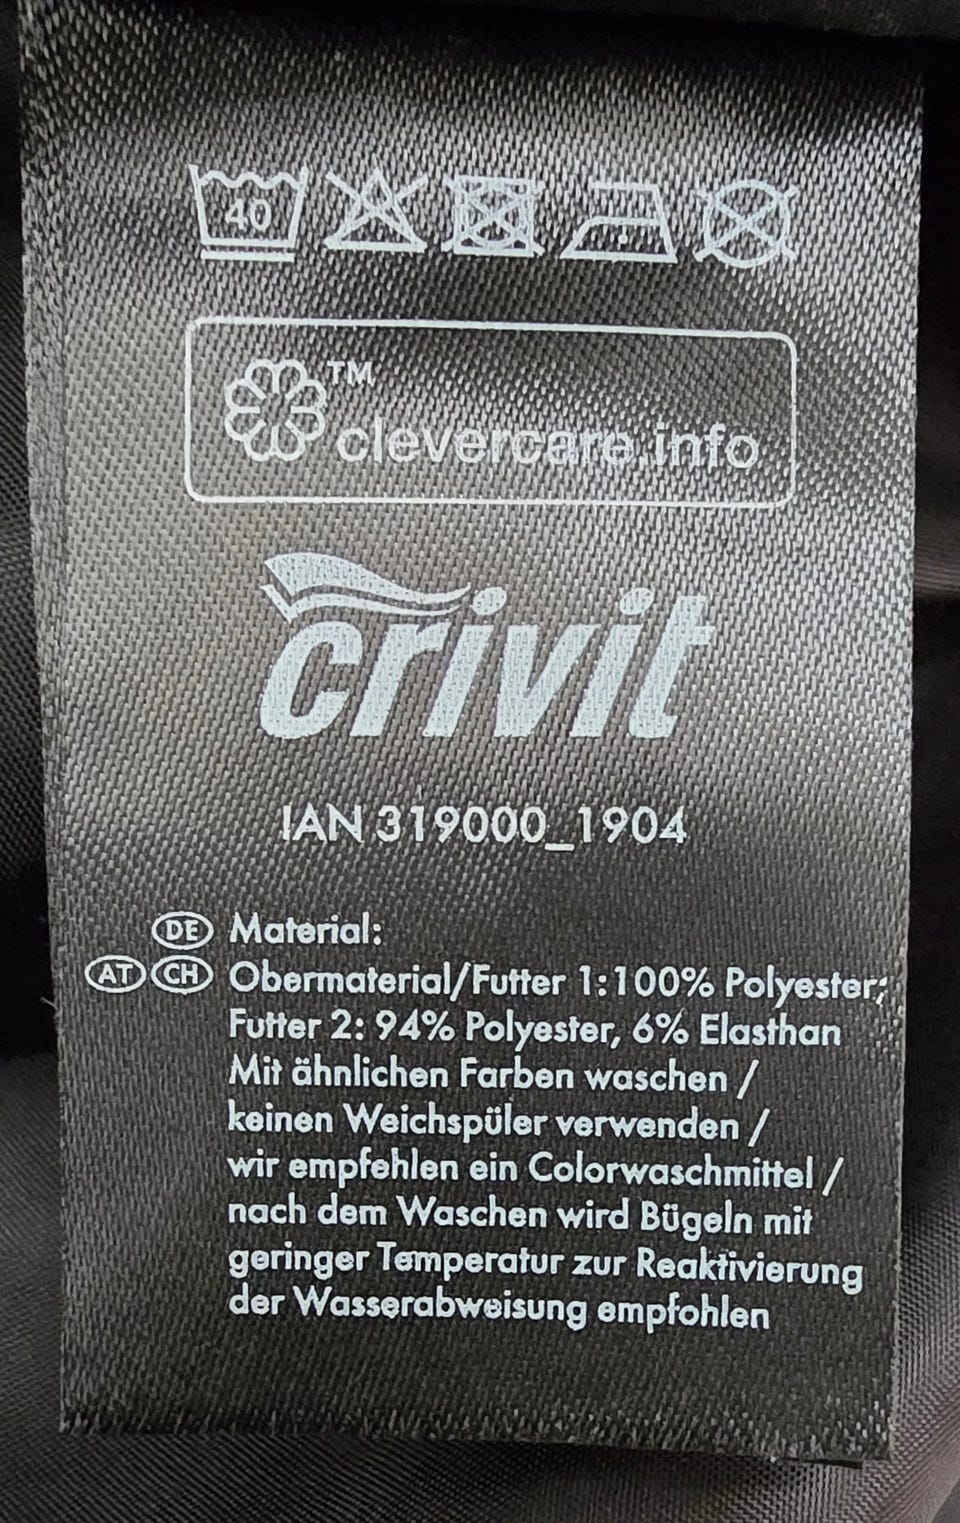 40
TM
clevercare.info
crivit
IAN 319000_1904
DE Material:
AT CH Obermaterial/Futter 1:100% Polyester;
Futter 2: 94% Polyester, 6% Elasthan
Mit ähnlichen Farben waschen /
keinen Weichspüler verwenden /
wir empfehlen ein Colorwaschmittel /
nach dem Waschen wird Bügeln mit
geringer Temperatur zur Reaktivierung
der Wasserabweisung empfohlen